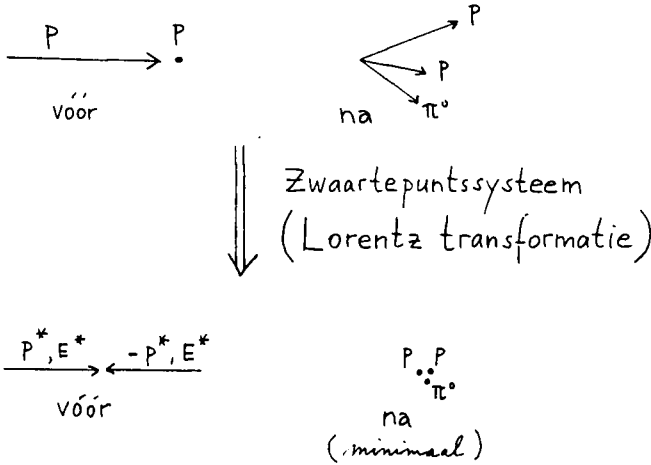 P P
vóór
P
P
π°
na
Zwaartepuntssysteem
(Lorentz transformatie)
P*, E* -P*, E*
vóór
P P
π°
na
(minimaal)